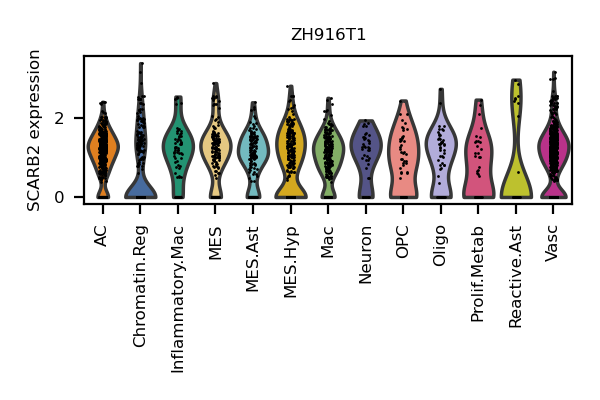 ZH916T1
SCARB2 expression
2
0
AC
Chromatin.Reg
Inflammatory.Mac
MES
MES.Ast
MES.Hyp
Mac
Neuron
OPC
Oligo
Prolif.Metab
Reactive.Ast
Vasc